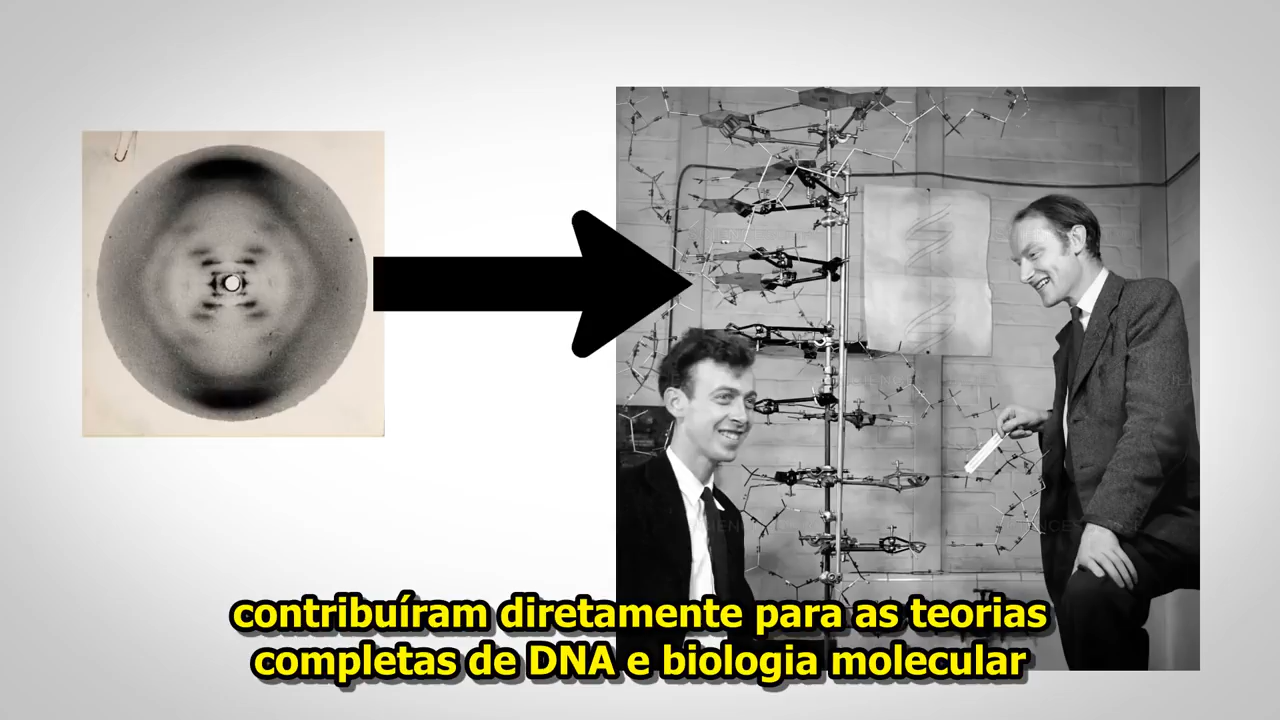 contribuíram diretamente para as teorias
completas de DNA e biologia molecular